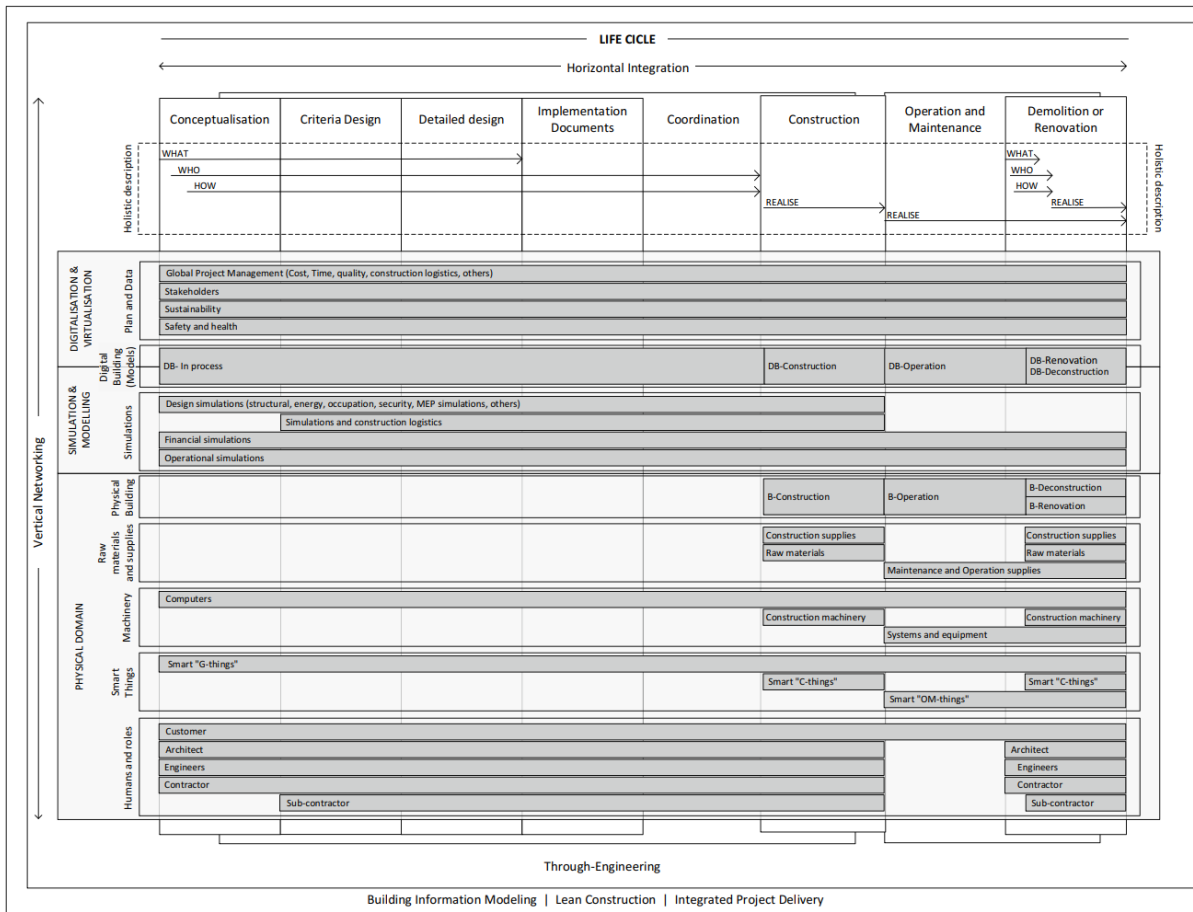 LIFE CICLE
Horizontal Integration
Conceptualisation
Criteria Design
Detailed design
Implementation
Documents
Coordination
Construction
Operation and
Maintenance
Demolition or
Renovation
Holistic description
WHAT
WHO
HOW
REALISE
REALISE
WHAT
WHO
HOW
REALISE
Holistic description
Vertical Networking
DIGITALISATION &
VIRTUALISATION
Plan and Data
Global Project Management (Cost, Time, quality, construction logistics, others)
Stakeholders
Sustainability
Safety and health
Digital
Building
(Models)
DB- In process
DB-Construction
DB-Operation
DB-Renovation
DB-Deconstruction
SIMULATION &
MODELLING
Simulations
Design simulations (structural, energy, occupation, security, MEP simulations, others)
Simulations and construction logistics
Financial simulations
Operational simulations
PHYSICAL DOMAIN
Physical
Building
B-Construction
B-Operation
B-Deconstruction
B-Renovation
Raw
materials
and supplies
Construction supplies
Construction supplies
Raw materials
Raw materials
Maintenance and Operation supplies
Machinery
Computers
Construction machinery
Construction machinery
Systems and equipment
Smart
Things
Smart "G-things"
Smart "C-things"
Smart "C-things"
Smart "OM-things"
Humans and roles
Customer
Architect
Architect
Engineers
Engineers
Contractor
Contractor
Sub-contractor
Sub-contractor
Through-Engineering
Building Information Modeling | Lean Construction | Integrated Project Delivery